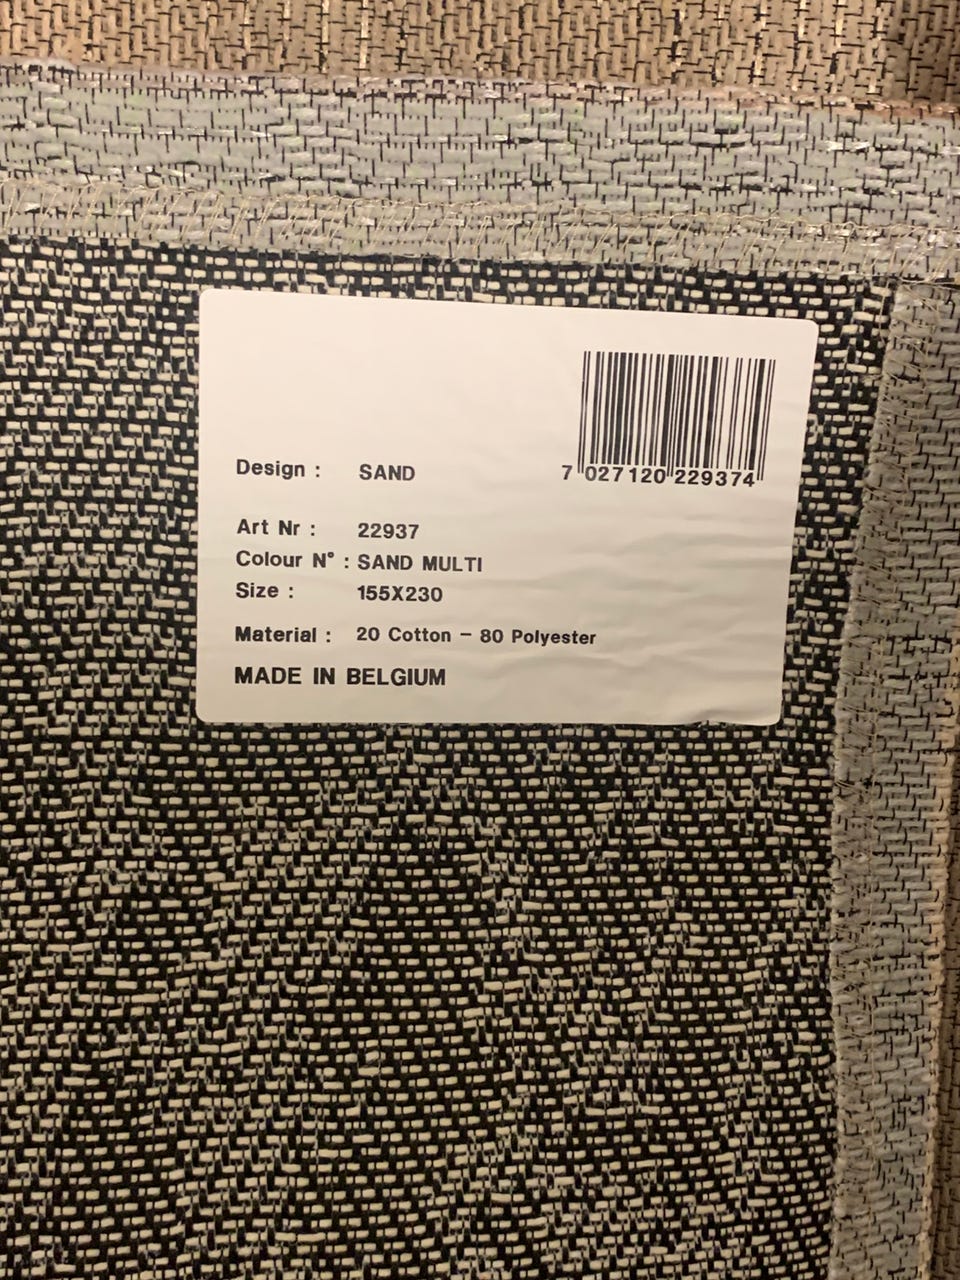 7 027120 229374
Design : SAND
Art Nr : 22937
Colour N° : SAND MULTI
Size : 155X230
Material : 20 Cotton - 80 Polyester
MADE IN BELGIUM